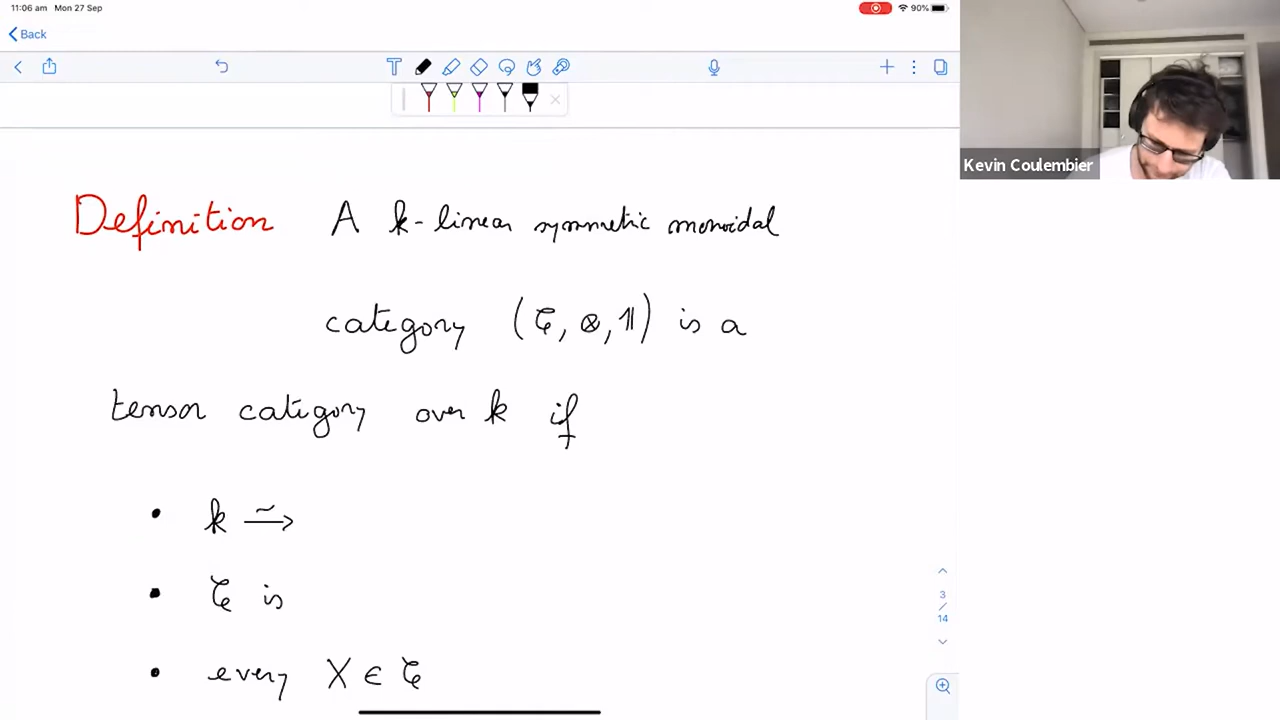 11:06 am Mon 27 Sep
90%
Back
Kevin Coulembier
Definition A k-linear symmetric monoidal
category (𝒞, ⊗, 𝟙) is a
tensor category over k if
• k ⥲
• 𝒞 is
• every X ∈ 𝒞
3
/
14